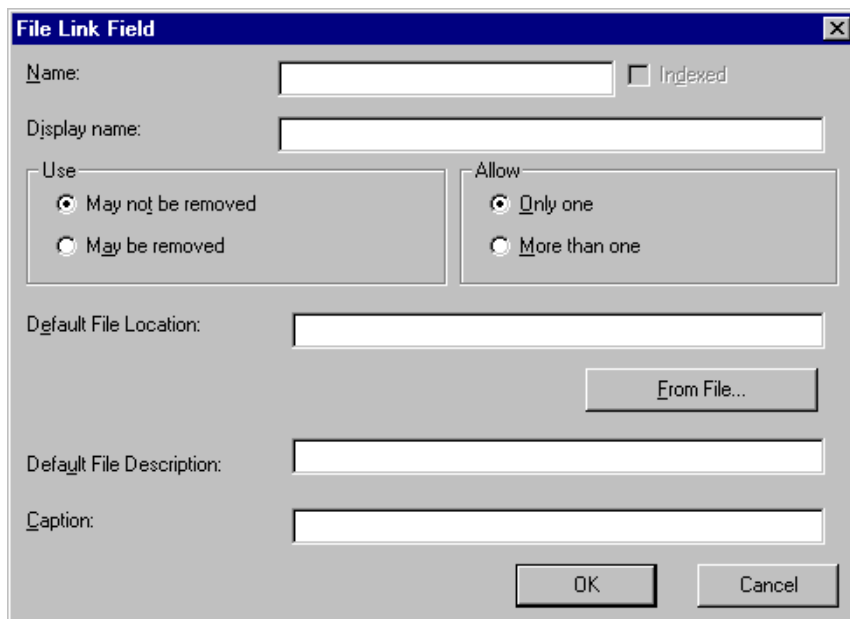 File Link Field
Name:
Indexed
Display name:
Use
Allow
May not be removed
Only one
May be removed
More than one
Default File Location:
From File...
Default File Description:
Caption:
OK
Cancel